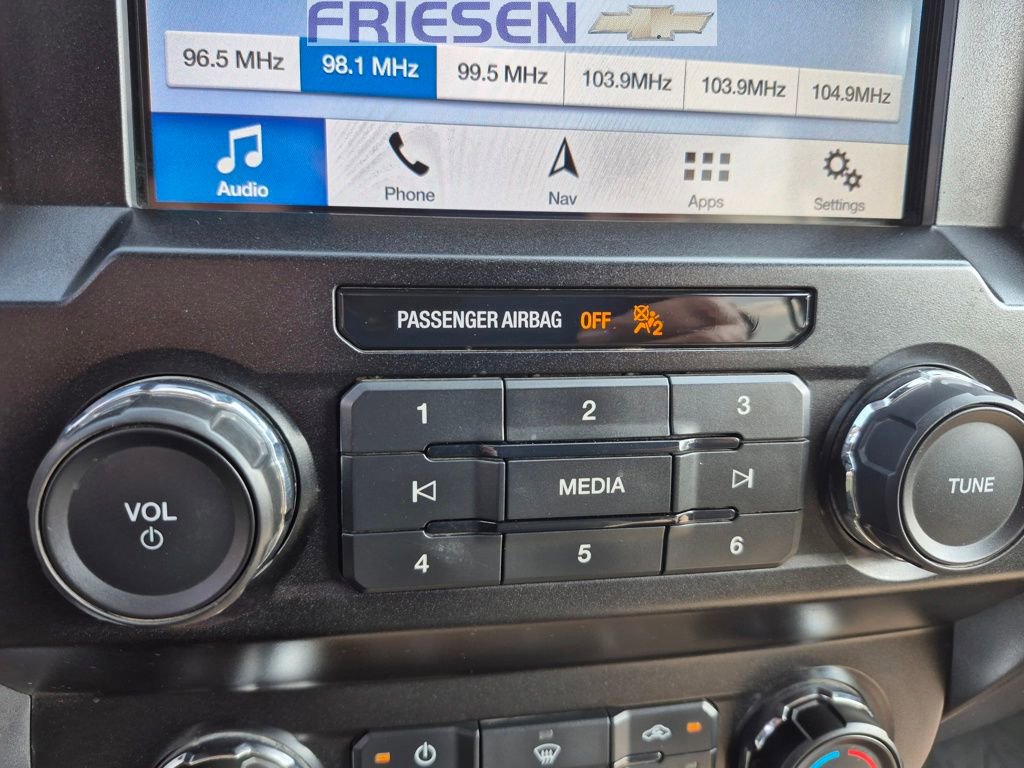 FRIESEN
96.5 MHz 98.1 MHz 99.5 MHz 103.9MHz 103.9MHz 104.9MHz
Audio Phone Nav Apps Settings
PASSENGER AIRBAG OFF 2
1 2 3
VOL MEDIA TUNE
4 5 6